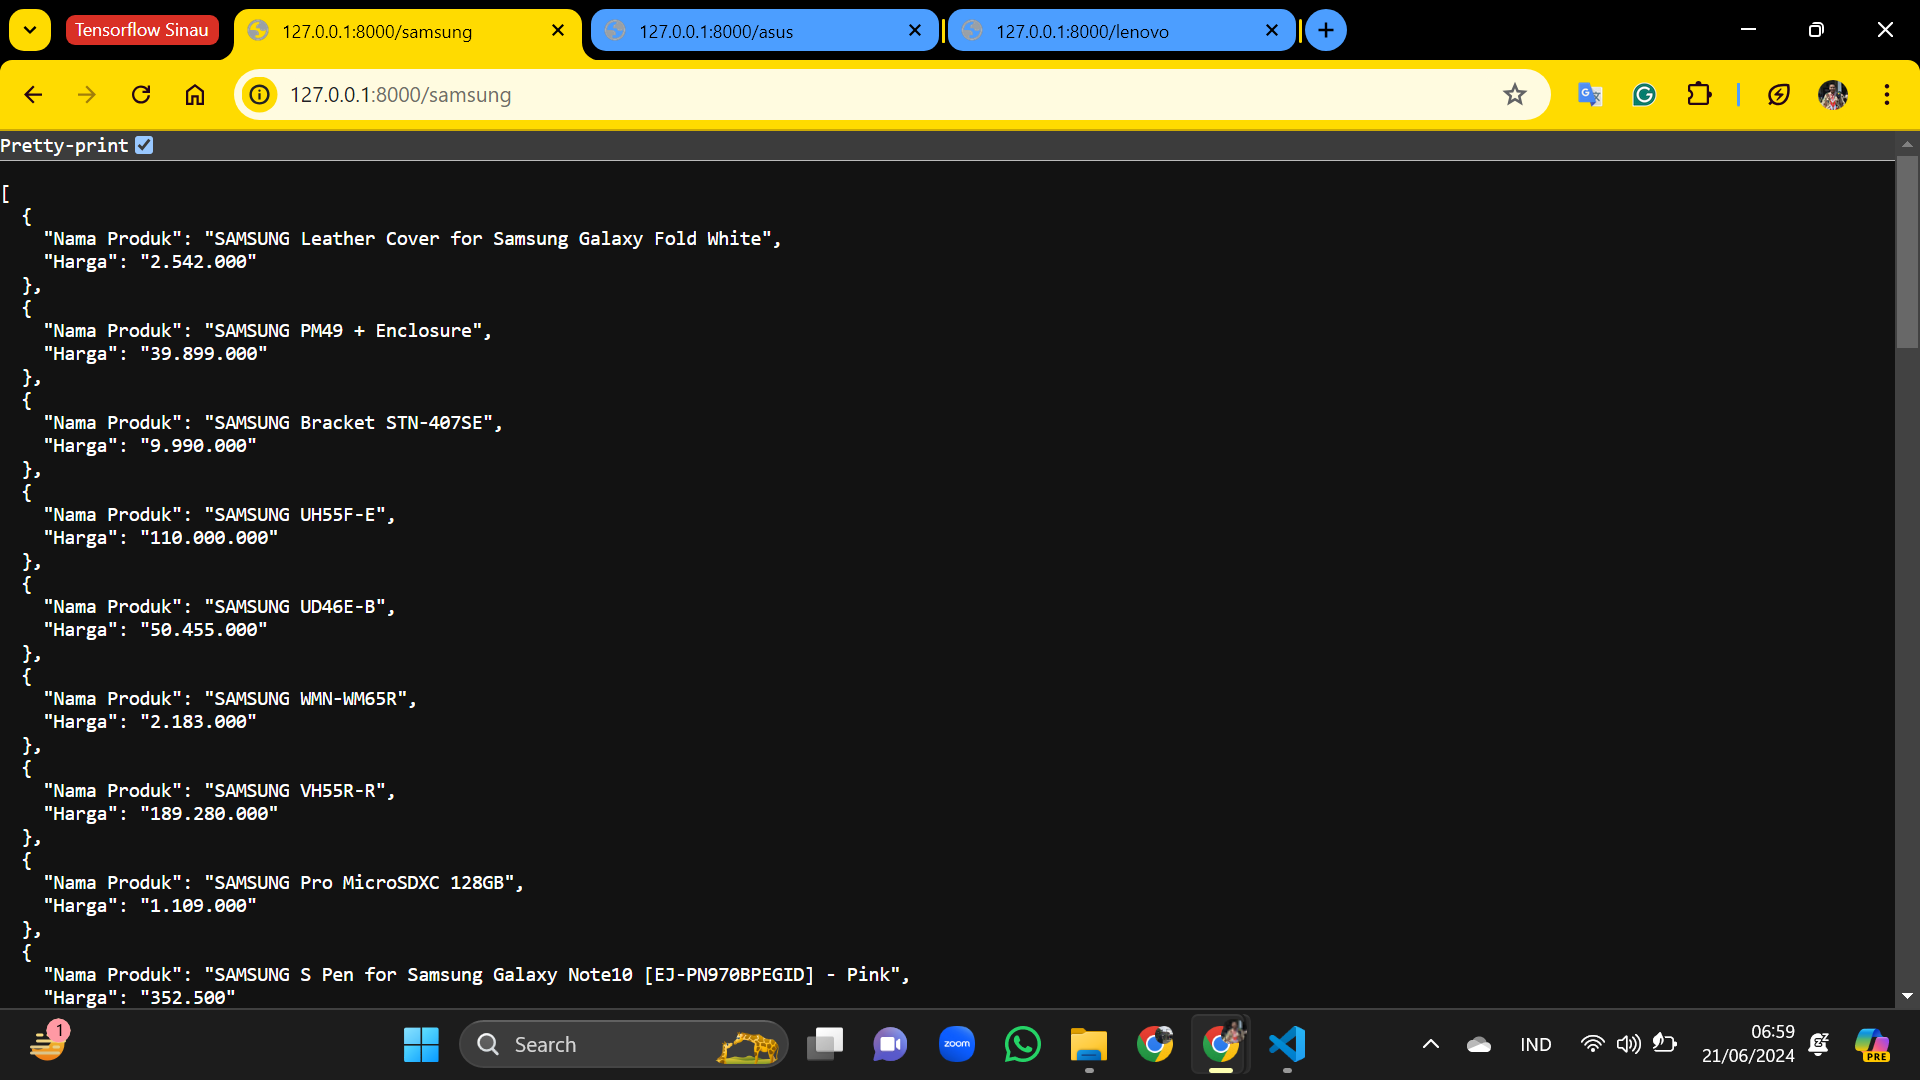 Tensorflow Sinau
127.0.0.1:8000/samsung
127.0.0.1:8000/asus
127.0.0.1:8000/lenovo
127.0.0.1:8000/samsung
Pretty-print
[
  {
    "Nama Produk": "SAMSUNG Leather Cover for Samsung Galaxy Fold White",
    "Harga": "2.542.000"
  },
  {
    "Nama Produk": "SAMSUNG PM49 + Enclosure",
    "Harga": "39.899.000"
  },
  {
    "Nama Produk": "SAMSUNG Bracket STN-407SE",
    "Harga": "9.990.000"
  },
  {
    "Nama Produk": "SAMSUNG UH55F-E",
    "Harga": "110.000.000"
  },
  {
    "Nama Produk": "SAMSUNG UD46E-B",
    "Harga": "50.455.000"
  },
  {
    "Nama Produk": "SAMSUNG WMN-WM65R",
    "Harga": "2.183.000"
  },
  {
    "Nama Produk": "SAMSUNG VH55R-R",
    "Harga": "189.280.000"
  },
  {
    "Nama Produk": "SAMSUNG Pro MicroSDXC 128GB",
    "Harga": "1.109.000"
  },
  {
    "Nama Produk": "SAMSUNG S Pen for Samsung Galaxy Note10 [EJ-PN970BPEGID] - Pink",
    "Harga": "352.500"
1
Search
zoom
IND
06:59
21/06/2024
PRE